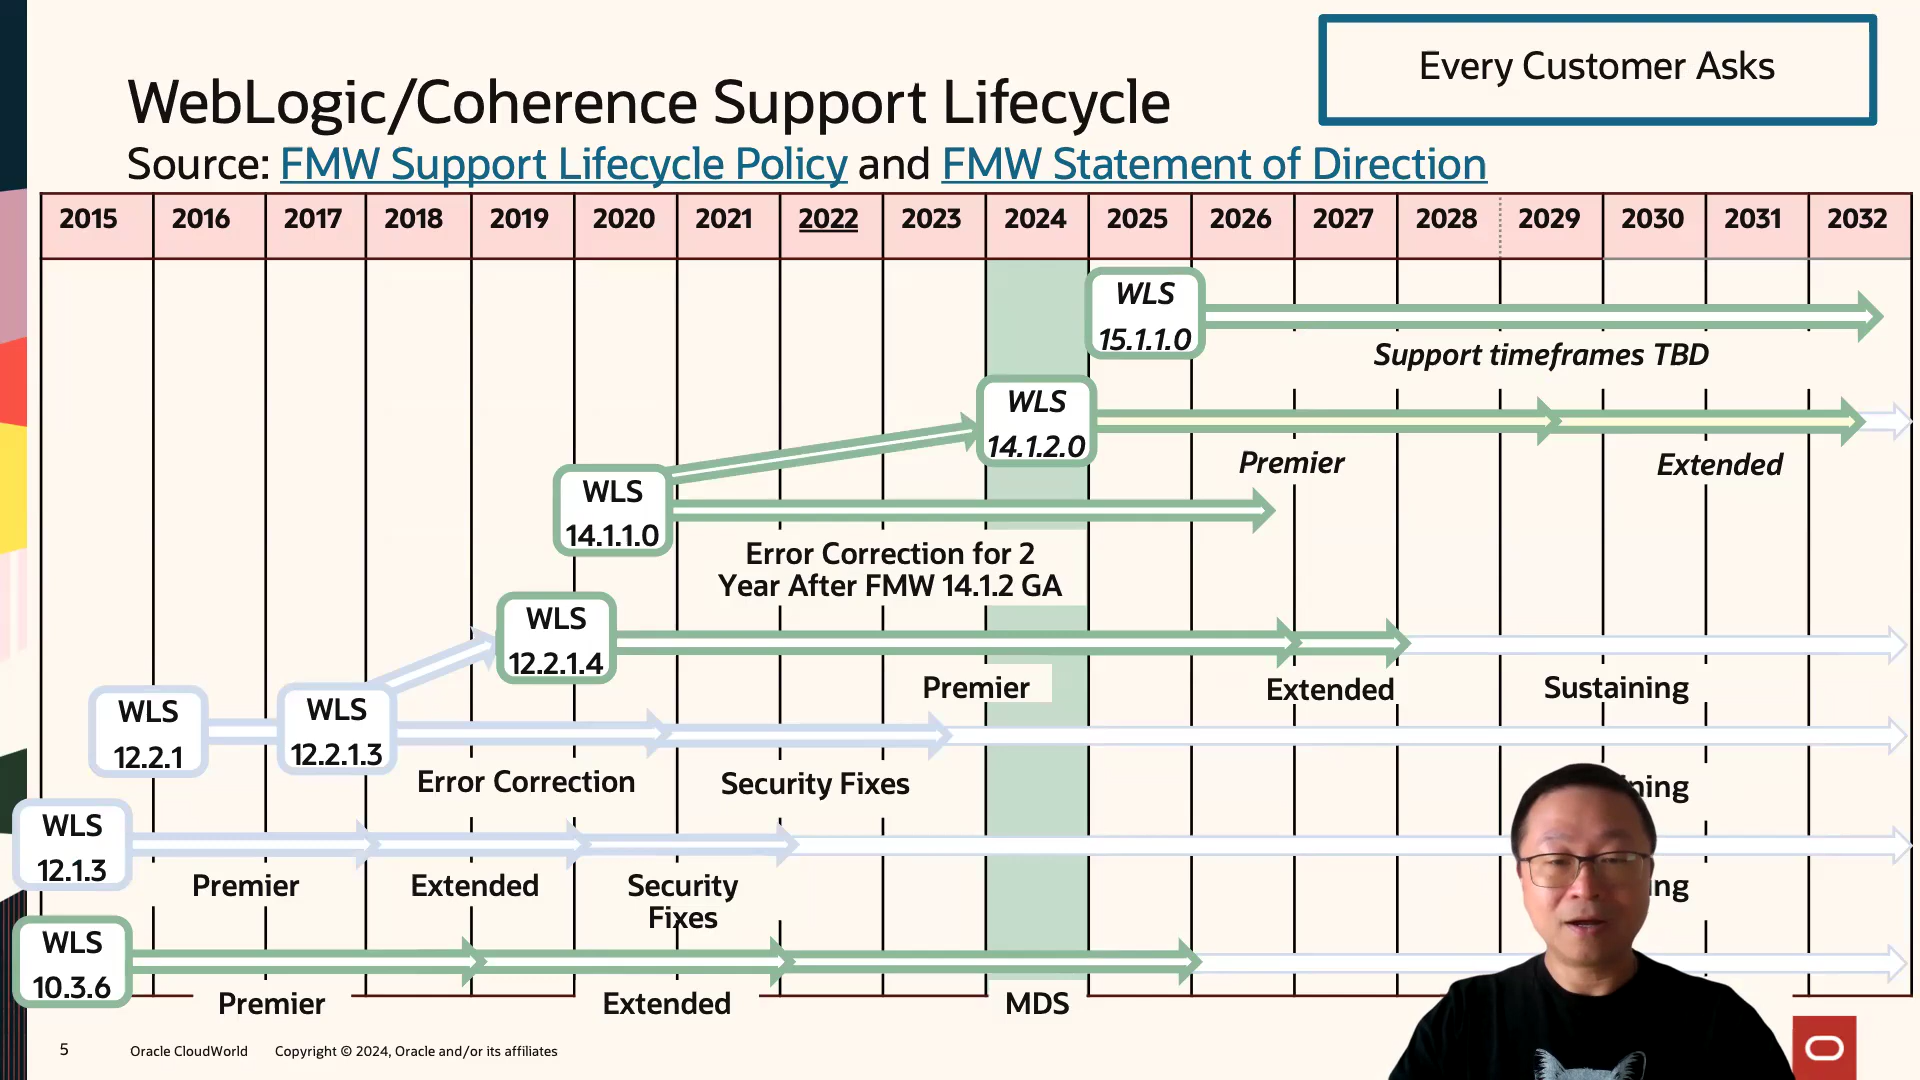 Every Customer Asks
WebLogic/Coherence Support Lifecycle
Source: FMW Support Lifecycle Policy and FMW Statement of Direction
2015 2016 2017 2018 2019 2020 2021 2022 2023 2024 2025 2026 2027 2028 2029 2030 2031 2032
WLS
15.1.1.0
Support timeframes TBD
WLS
14.1.2.0
Premier
Extended
WLS
14.1.1.0
Error Correction for 2
Year After FMW 14.1.2 GA
WLS
12.2.1.4
Premier
Extended
Sustaining
WLS
12.2.1
WLS
12.2.1.3
Error Correction
Security Fixes
WLS
12.1.3
Premier
Extended
Security
Fixes
WLS
10.3.6
Premier
Extended
MDS
5
Oracle CloudWorld
Copyright © 2024, Oracle and/or its affiliates